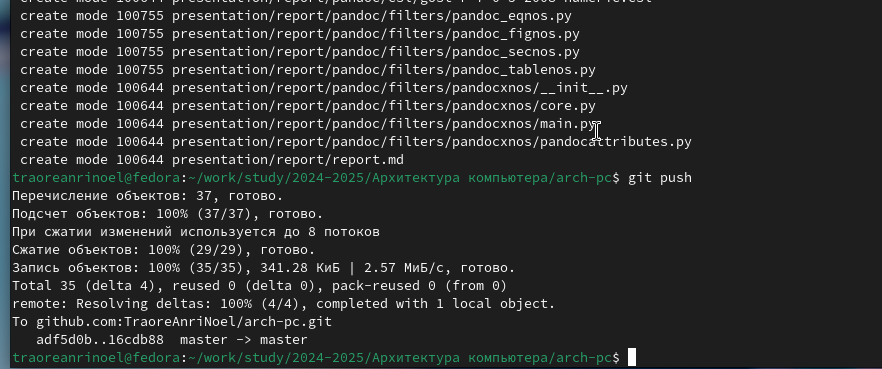 create mode 100755 presentation/report/pandoc/filters/pandoc_eqnos.py
create mode 100755 presentation/report/pandoc/filters/pandoc_fignos.py
create mode 100755 presentation/report/pandoc/filters/pandoc_secnos.py
create mode 100755 presentation/report/pandoc/filters/pandoc_tablenos.py
create mode 100644 presentation/report/pandoc/filters/pandocxnos/__init__.py
create mode 100644 presentation/report/pandoc/filters/pandocxnos/core.py
create mode 100644 presentation/report/pandoc/filters/pandocxnos/main.py
create mode 100644 presentation/report/pandoc/filters/pandocxnos/pandocattributes.py
create mode 100644 presentation/report/report.md
traoreanrinoel@fedora:~/work/study/2024-2025/Архитектура компьютера/arch-pc$ git push
Перечисление объектов: 37, готово.
Подсчет объектов: 100% (37/37), готово.
При сжатии изменений используется до 8 потоков
Сжатие объектов: 100% (29/29), готово.
Запись объектов: 100% (35/35), 341.28 КиБ | 2.57 МиБ/с, готово.
Total 35 (delta 4), reused 0 (delta 0), pack-reused 0 (from 0)
remote: Resolving deltas: 100% (4/4), completed with 1 local object.
To github.com:TraoreAnriNoel/arch-pc.git
adf5d0b..16cdb88  master -> master
traoreanrinoel@fedora:~/work/study/2024-2025/Архитектура компьютера/arch-pc$